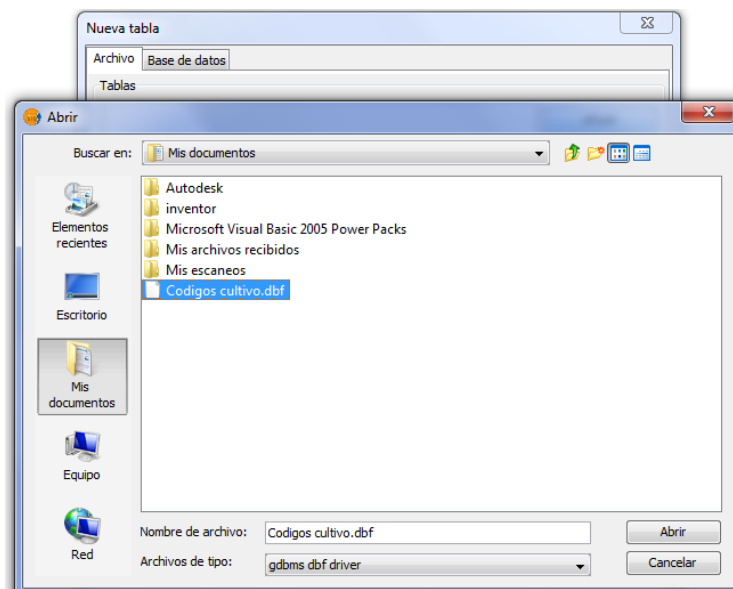 Nueva tabla
Archivo Base de datos
Tablas
Abrir
Buscar en: Mis documentos
Elementos recientes
Escritorio
Mis documentos
Equipo
Red
Autodesk
inventor
Microsoft Visual Basic 2005 Power Packs
Mis archivos recibidos
Mis escaneos
Codigos cultivo.dbf
Nombre de archivo: Codigos cultivo.dbf Abrir
Archivos de tipo: gdbms dbf driver Cancelar